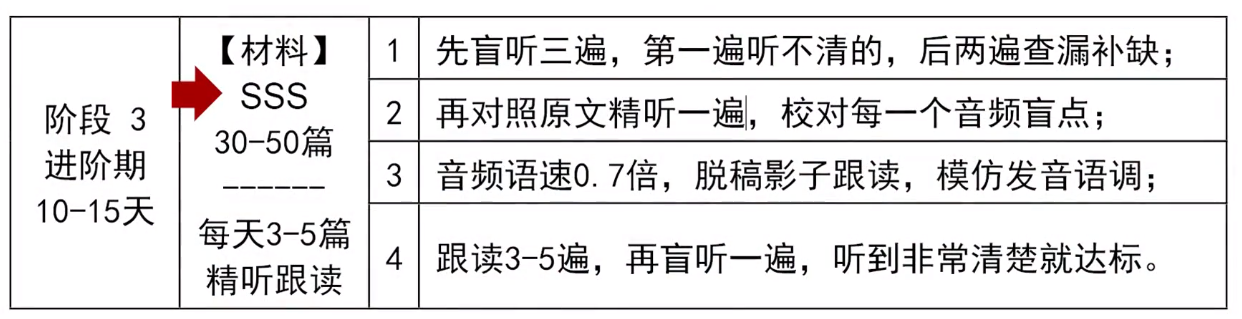 阶段 3
进阶期
10-15天
【材料】
SSS
30-50篇
------
每天3-5篇
精听跟读
1 先盲听三遍，第一遍听不清的，后两遍查漏补缺；
2 再对照原文精听一遍，校对每一个音频盲点；
3 音频语速0.7倍，脱稿影子跟读，模仿发音语调；
4 跟读3-5遍，再盲听一遍，听到非常清楚就达标。